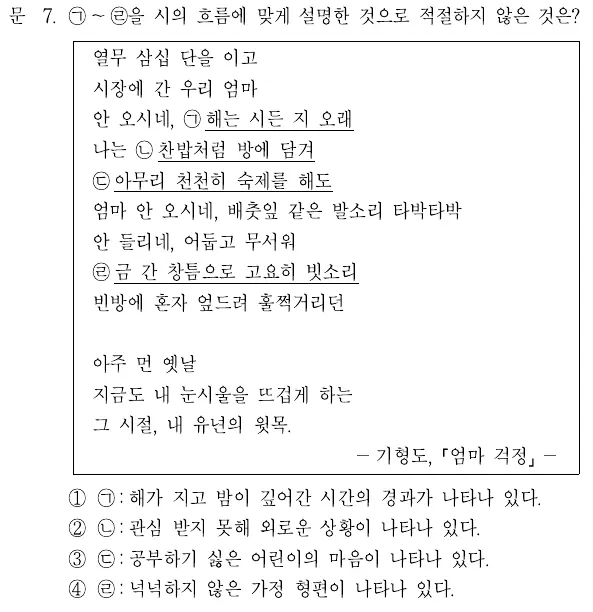 문 7. ㉠~㉣을 시의 흐름에 맞게 설명한 것으로 적절하지 않은 것은?
열무 삼십 단을 이고
시장에 간 우리 엄마
안 오시네, ㉠해는 시든 지 오래
나는 ㉡찬밥처럼 방에 담겨
㉢아무리 천천히 숙제를 해도
엄마 안 오시네, 배춧잎 같은 발소리 타박타박
안 들리네, 어둡고 무서워
㉣금 간 창틈으로 고요히 빗소리
빈방에 혼자 엎드려 훌쩍거리던
아주 먼 옛날
지금도 내 눈시울을 뜨겁게 하는
그 시절, 내 유년의 윗목.
- 기형도, 「엄마 걱정」 -
① ㉠: 해가 지고 밤이 깊어간 시간의 경과가 나타나 있다.
② ㉡: 관심 받지 못해 외로운 상황이 나타나 있다.
③ ㉢: 공부하기 싫은 어린이의 마음이 나타나 있다.
④ ㉣: 넉넉하지 않은 가정 형편이 나타나 있다.